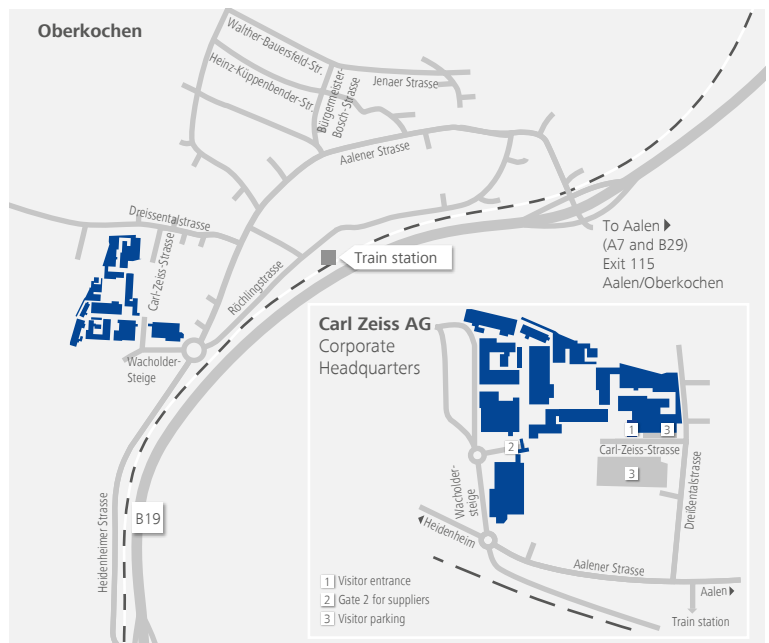 Oberkochen
Walther-Bauersfeld-Str.
Heinz-Küppenbender-Str.
Bürgermeister-
Bosch-Strasse
Jenaer Strasse
Aalener Strasse
Dreissentalstrasse
Carl-Zeiss-Strasse
Röchlingstrasse
Train station
To Aalen
(A7 and B29)
Exit 115
Aalen/Oberkochen
Wacholder-
Steige
Heidenheimer Strasse
B19
Carl Zeiss AG
Corporate
Headquarters
1
3
2
Carl-Zeiss-Strasse
3
Wacholder-
steige
Dreißentalstrasse
Heidenheim
Aalener Strasse
Aalen
Train station
1 Visitor entrance
2 Gate 2 for suppliers
3 Visitor parking